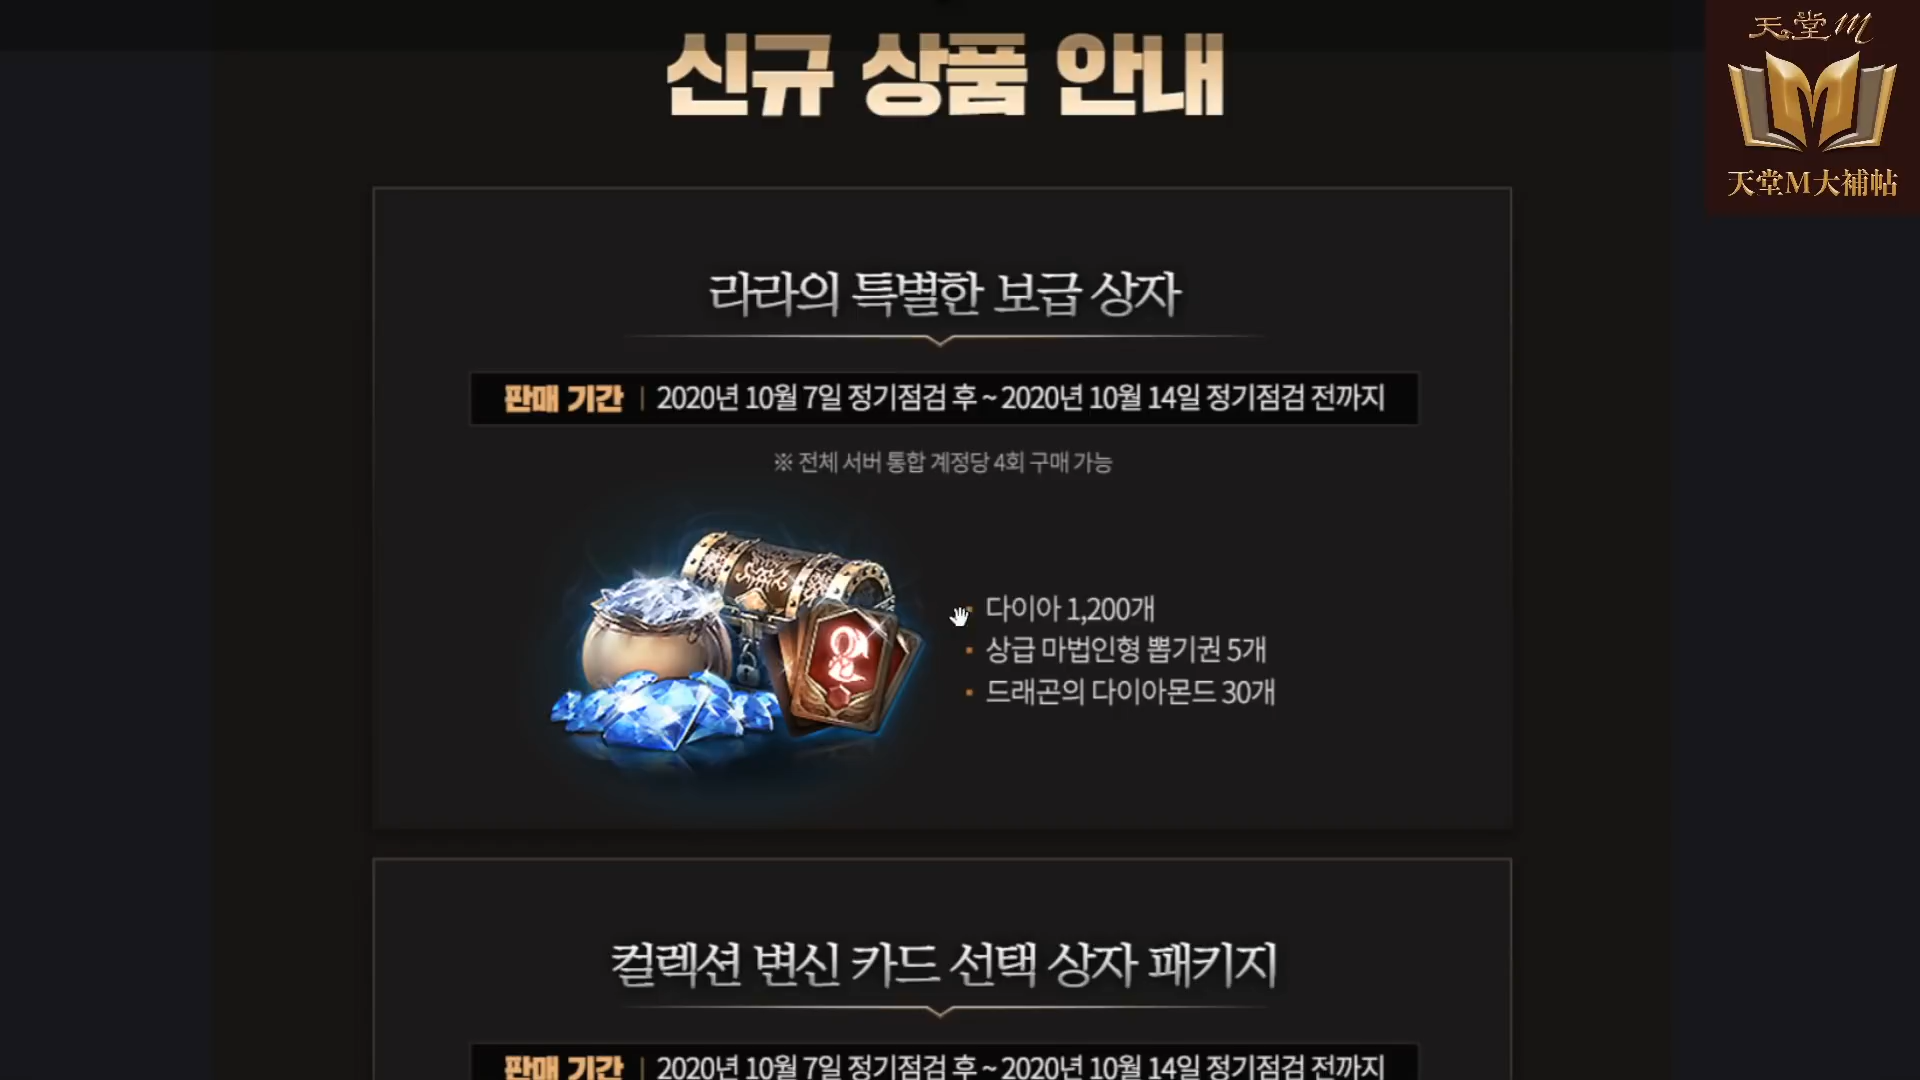 신규 상품 안내
天堂M
天堂M大補帖
라라의 특별한 보급 상자
판매 기간 | 2020년 10월 7일 정기점검 후 ~ 2020년 10월 14일 정기점검 전까지
※ 전체 서버 통합 계정당 4회 구매 가능
다이아 1,200개
상급 마법인형 뽑기권 5개
드래곤의 다이아몬드 30개
컬렉션 변신 카드 선택 상자 패키지
판매 기간 | 2020년 10월 7일 정기점검 후 ~ 2020년 10월 14일 정기점검 전까지